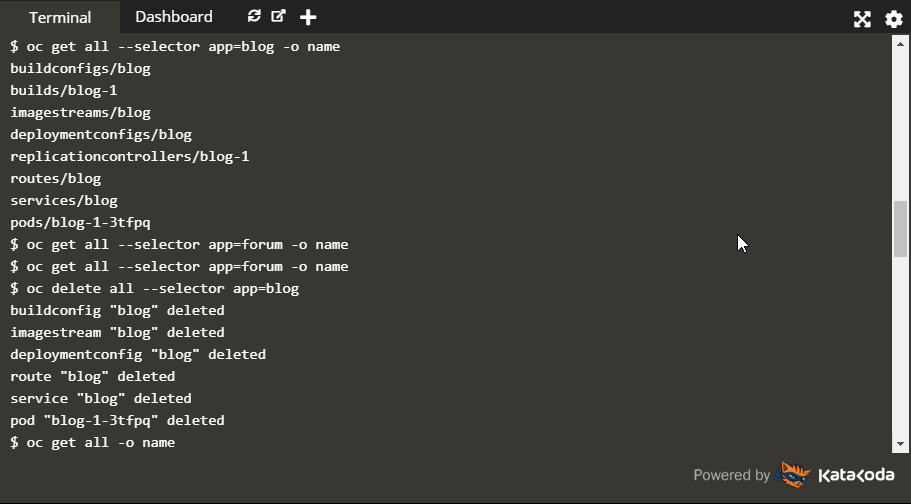 Terminal Dashboard
$ oc get all --selector app=blog -o name
buildconfigs/blog
builds/blog-1
imagestreams/blog
deploymentconfigs/blog
replicationcontrollers/blog-1
routes/blog
services/blog
pods/blog-1-3tfpq
$ oc get all --selector app=forum -o name
$ oc get all --selector app=forum -o name
$ oc delete all --selector app=blog
buildconfig "blog" deleted
imagestream "blog" deleted
deploymentconfig "blog" deleted
route "blog" deleted
service "blog" deleted
pod "blog-1-3tfpq" deleted
$ oc get all -o name
Powered by Katacoda